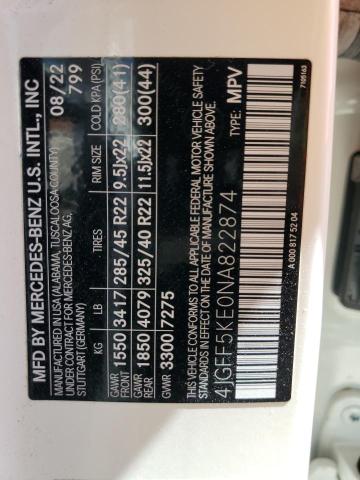 MFD BY MERCEDES-BENZ U.S. INTL., INC
MANUFACTURED IN USA (ALABAMA, TUSCALOOSA COUNTY) 08/22
UNDER CONTRACT FOR MERCEDES-BENZ AG,
STUTTGART (GERMANY) 799
KG LB TIRES RIM SIZE COLD KPA (PSI)
GAWR FRONT 1550 3417 285/45 R22 9.5Jx22 280(41)
GAWR REAR 1850 4079 325/40 R22 11.5Jx22 300(44)
GVWR 3300 7275
THIS VEHICLE CONFORMS TO ALL APPLICABLE FEDERAL MOTOR VEHICLE SAFETY
STANDARDS IN EFFECT ON THE DATE OF MANUFACTURE SHOWN ABOVE.
4JGFF5KE0NA822874 TYPE: MPV
A 000 817 52 04
7105163